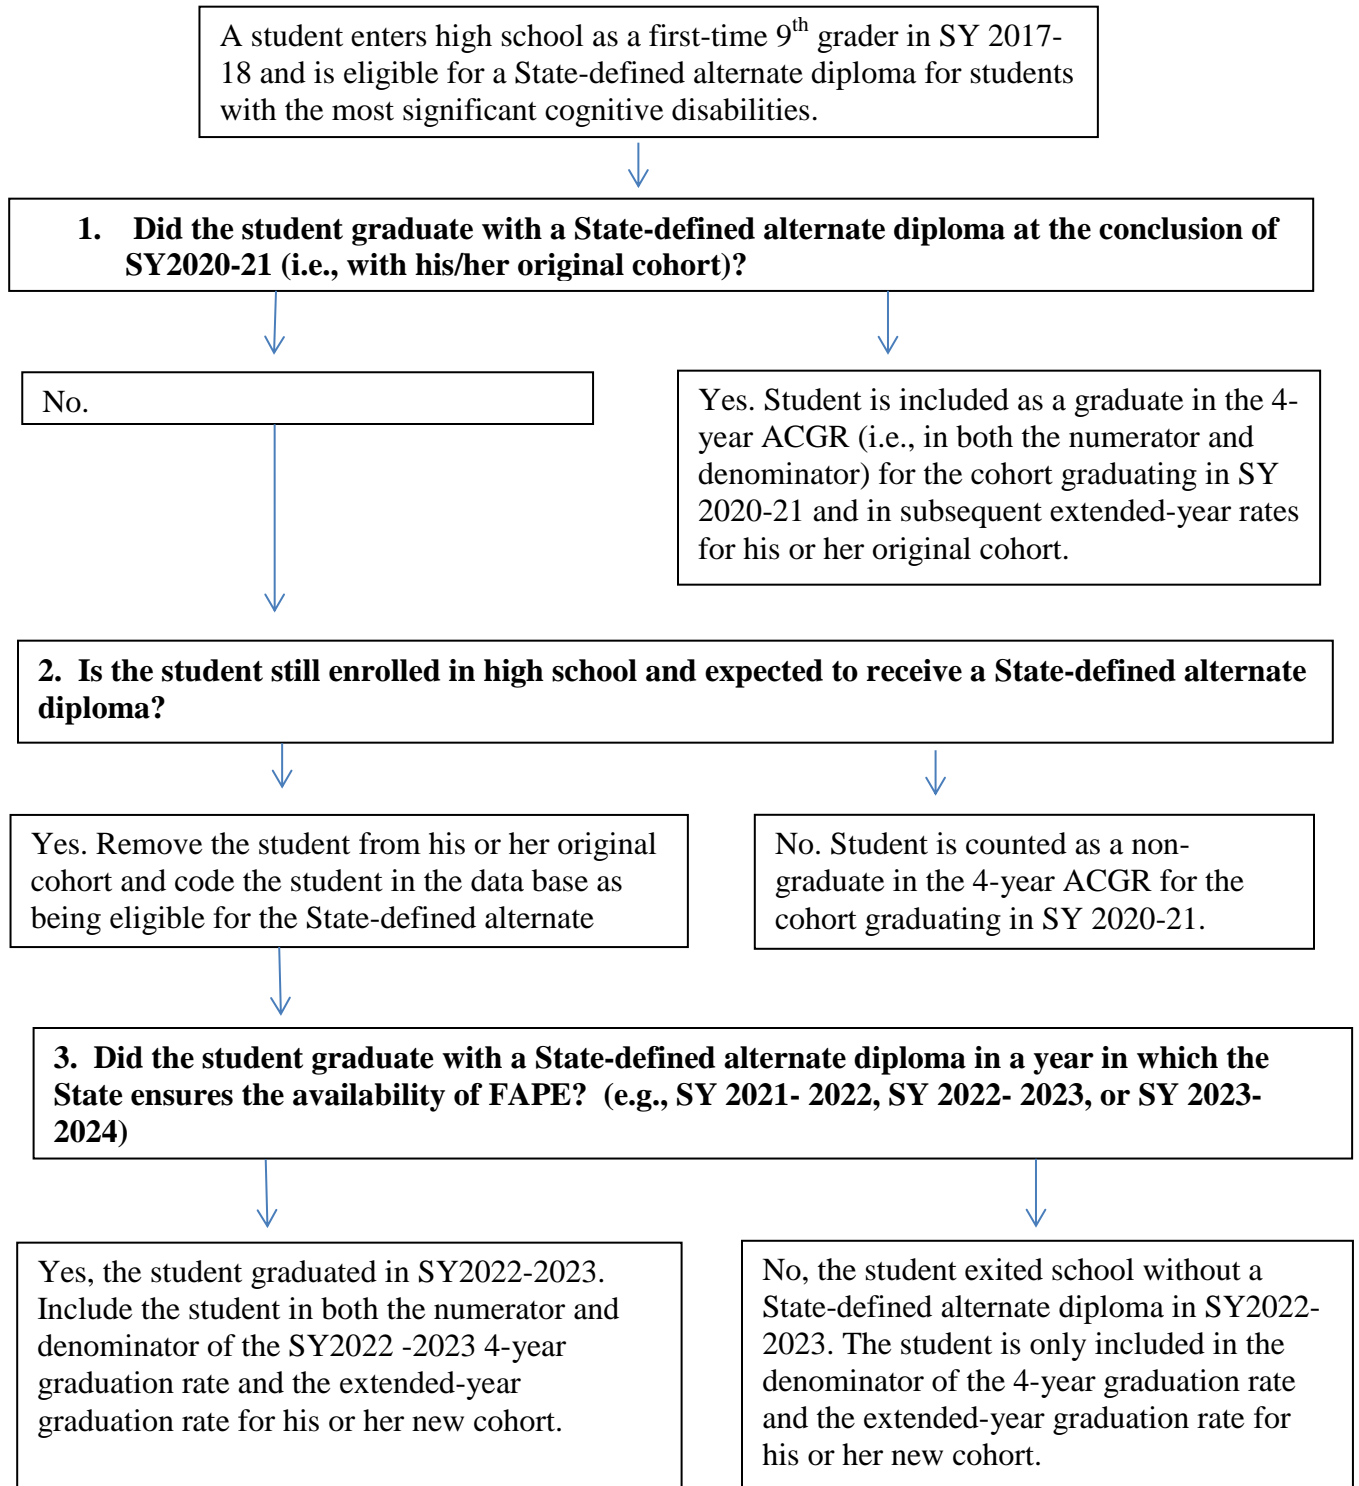 A student enters high school as a first-time 9th grader in SY 2017-
18 and is eligible for a State-defined alternate diploma for students
with the most significant cognitive disabilities.
1. Did the student graduate with a State-defined alternate diploma at the conclusion of
SY2020-21 (i.e., with his/her original cohort)?
No.
Yes. Student is included as a graduate in the 4-
year ACGR (i.e., in both the numerator and
denominator) for the cohort graduating in SY
2020-21 and in subsequent extended-year rates
for his or her original cohort.
2. Is the student still enrolled in high school and expected to receive a State-defined alternate
diploma?
Yes. Remove the student from his or her original
cohort and code the student in the data base as
being eligible for the State-defined alternate
No. Student is counted as a non-
graduate in the 4-year ACGR for the
cohort graduating in SY 2020-21.
3. Did the student graduate with a State-defined alternate diploma in a year in which the
State ensures the availability of FAPE? (e.g., SY 2021- 2022, SY 2022- 2023, or SY 2023-
2024)
Yes, the student graduated in SY2022-2023.
Include the student in both the numerator and
denominator of the SY2022 -2023 4-year
graduation rate and the extended-year
graduation rate for his or her new cohort.
No, the student exited school without a
State-defined alternate diploma in SY2022-
2023. The student is only included in the
denominator of the 4-year graduation rate
and the extended-year graduation rate for
his or her new cohort.